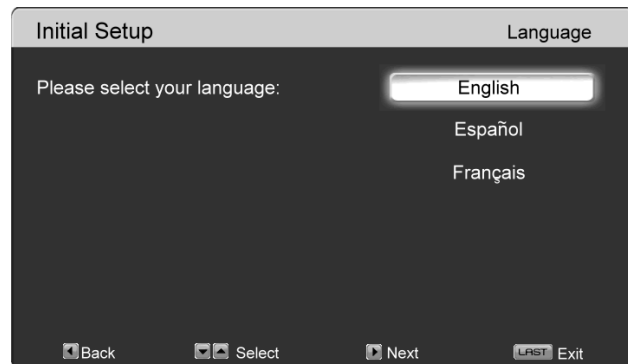 Initial Setup Language
Please select your language: English
Español
Français
Back Select Next LAST Exit